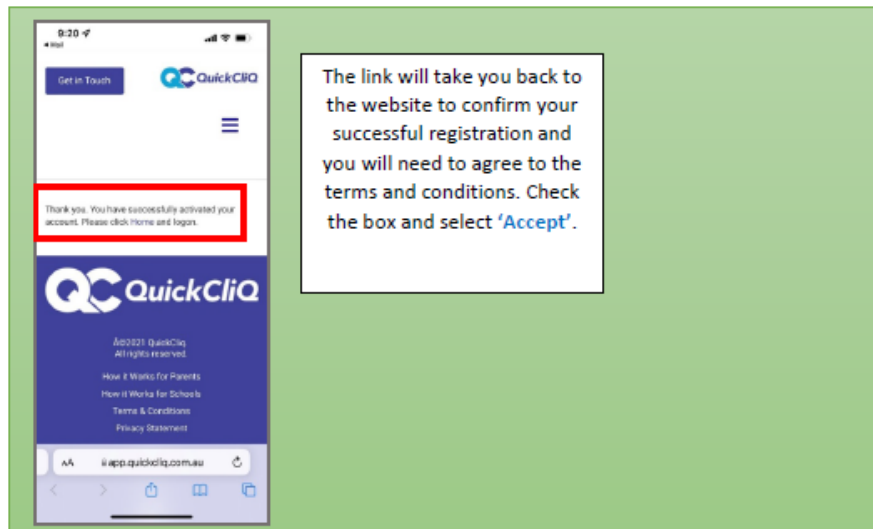 9:20
Mail
Get in Touch
QC QuickCliQ
Thank you. You have successfully activated your
account. Please click Home and logon.
QC QuickCliQ
Â©2021 QuickCliq
All rights reserved.
How it Works for Parents
How it Works for Schools
Terms & Conditions
Privacy Statement
AA
app.quickcliq.com.au
The link will take you back to
the website to confirm your
successful registration and
you will need to agree to the
terms and conditions. Check
the box and select ‘Accept’.